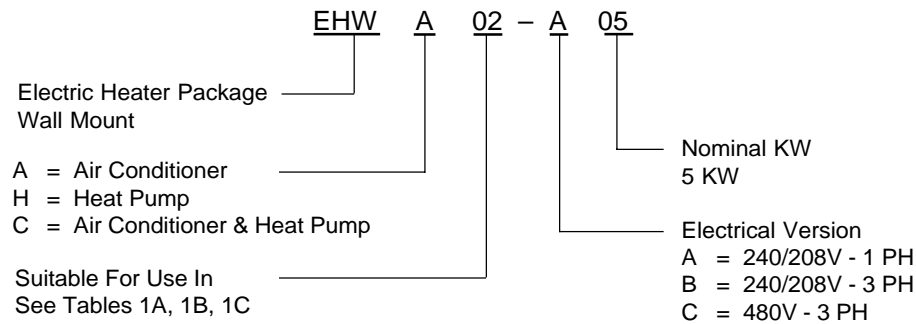 EHW A 02 – A 05
Electric Heater Package
Wall Mount
A = Air Conditioner
H = Heat Pump
C = Air Conditioner & Heat Pump
Suitable For Use In
See Tables 1A, 1B, 1C
Nominal KW
5 KW
Electrical Version
A = 240/208V - 1 PH
B = 240/208V - 3 PH
C = 480V - 3 PH